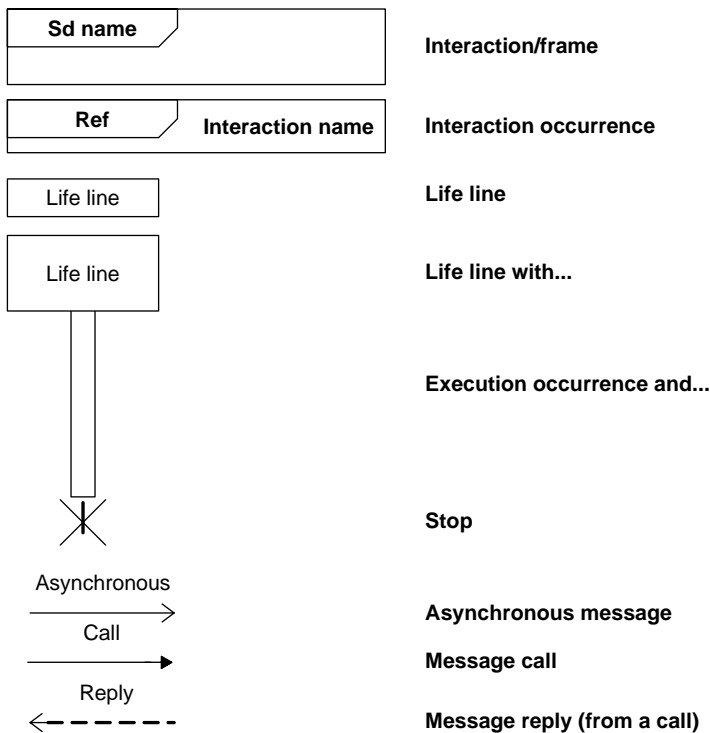 Sd name
Interaction/frame
Ref
Interaction name
Interaction occurrence
Life line
Life line
Life line
Life line with...
Execution occurrence and...
Stop
Asynchronous
Asynchronous message
Call
Message call
Reply
Message reply (from a call)